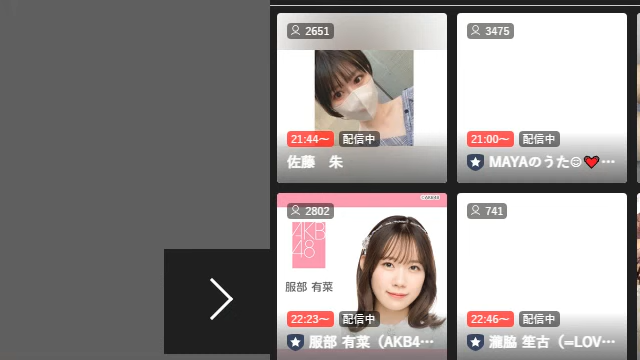 2651
21:44〜 配信中
佐藤 朱
3475
21:00〜 配信中
MAYAのうた😊❤️…
©AKB48
2802
AKB
48
服部 有菜
22:23〜 配信中
服部 有菜（AKB4…
741
22:46〜 配信中
瀧脇 笙古（=LOV…